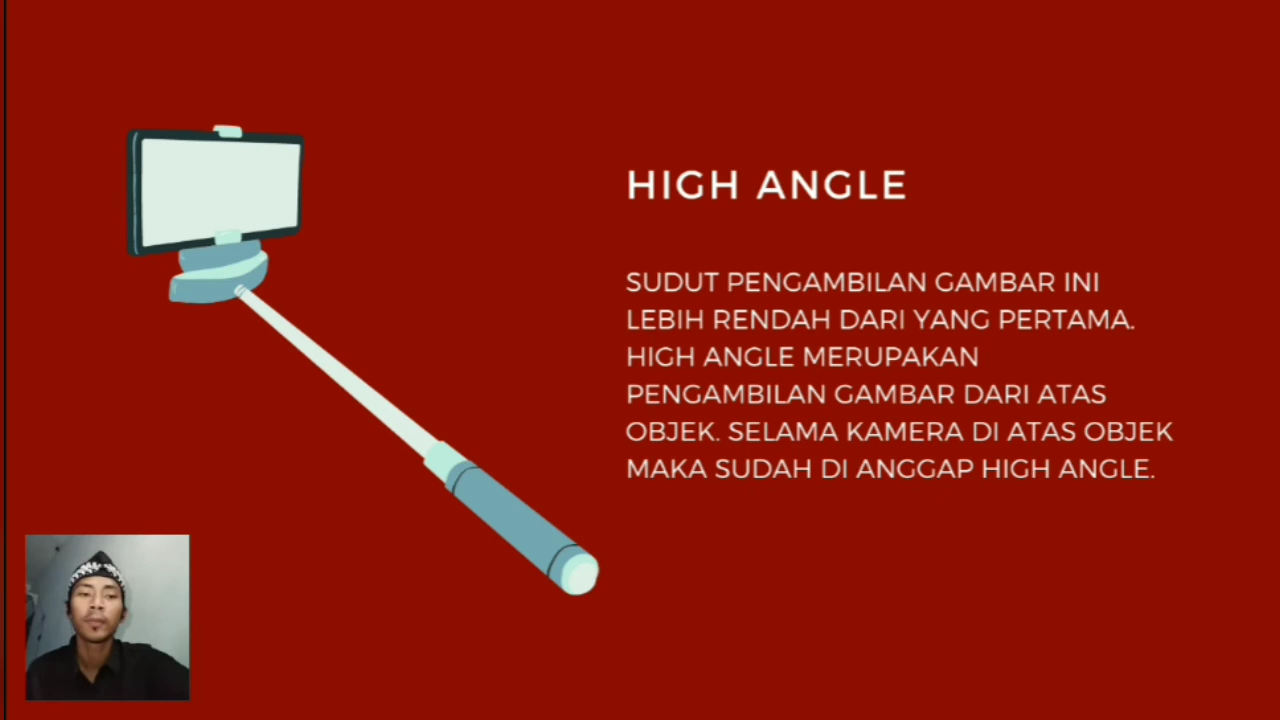 HIGH ANGLE
SUDUT PENGAMBILAN GAMBAR INI
LEBIH RENDAH DARI YANG PERTAMA.
HIGH ANGLE MERUPAKAN
PENGAMBILAN GAMBAR DARI ATAS
OBJEK. SELAMA KAMERA DI ATAS OBJEK
MAKA SUDAH DI ANGGAP HIGH ANGLE.